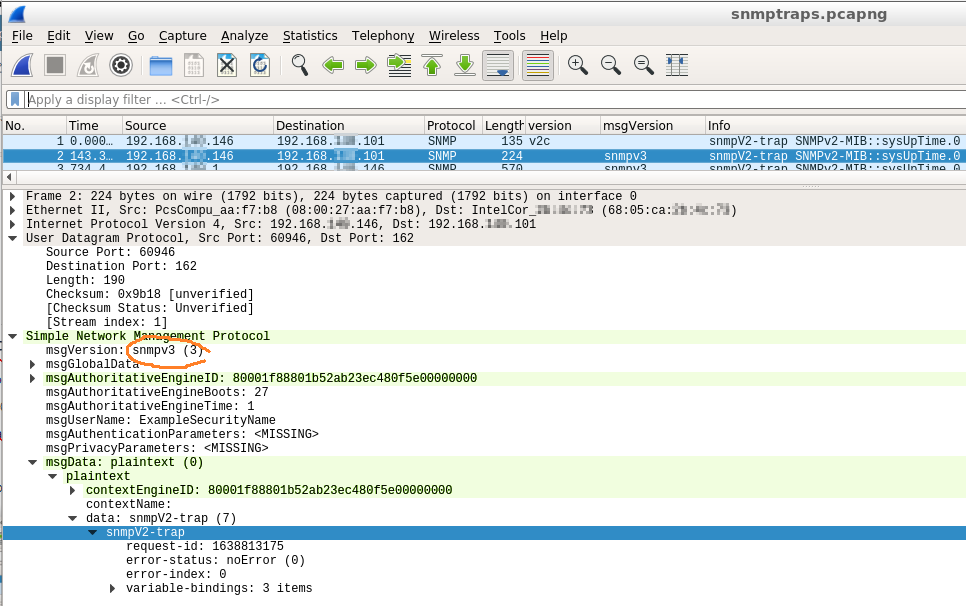 snmptraps.pcapng
File Edit View Go Capture Analyze Statistics Telephony Wireless Tools Help
Apply a display filter … <Ctrl-/>
No. Time Source Destination Protocol Length version msgVersion Info
1 0.000… 192.168. .146 192.168. .101 SNMP 135 v2c snmpV2-trap SNMPv2-MIB::sysUpTime.0
2 143.3… 192.168. .146 192.168. .101 SNMP 224 snmpv3 snmpV2-trap SNMPv2-MIB::sysUpTime.0
3 734.4… 192.168. .1 192.168. .146 SNMP 570 snmpv3 snmpV2-trap SNMPv2-MIB::sysUpTime.0
Frame 2: 224 bytes on wire (1792 bits), 224 bytes captured (1792 bits) on interface 0
Ethernet II, Src: PcsCompu_aa:f7:b8 (08:00:27:aa:f7:b8), Dst: IntelCor_ (68:05:ca: )
Internet Protocol Version 4, Src: 192.168. .146, Dst: 192.168. .101
User Datagram Protocol, Src Port: 60946, Dst Port: 162
Source Port: 60946
Destination Port: 162
Length: 190
Checksum: 0x9b18 [unverified]
[Checksum Status: Unverified]
[Stream index: 1]
Simple Network Management Protocol
msgVersion: snmpv3 (3)
msgGlobalData
msgAuthoritativeEngineID: 80001f88801b52ab23ec480f5e00000000
msgAuthoritativeEngineBoots: 27
msgAuthoritativeEngineTime: 1
msgUserName: ExampleSecurityName
msgAuthenticationParameters: <MISSING>
msgPrivacyParameters: <MISSING>
msgData: plaintext (0)
plaintext
contextEngineID: 80001f88801b52ab23ec480f5e00000000
contextName:
data: snmpV2-trap (7)
snmpV2-trap
request-id: 1638813175
error-status: noError (0)
error-index: 0
variable-bindings: 3 items